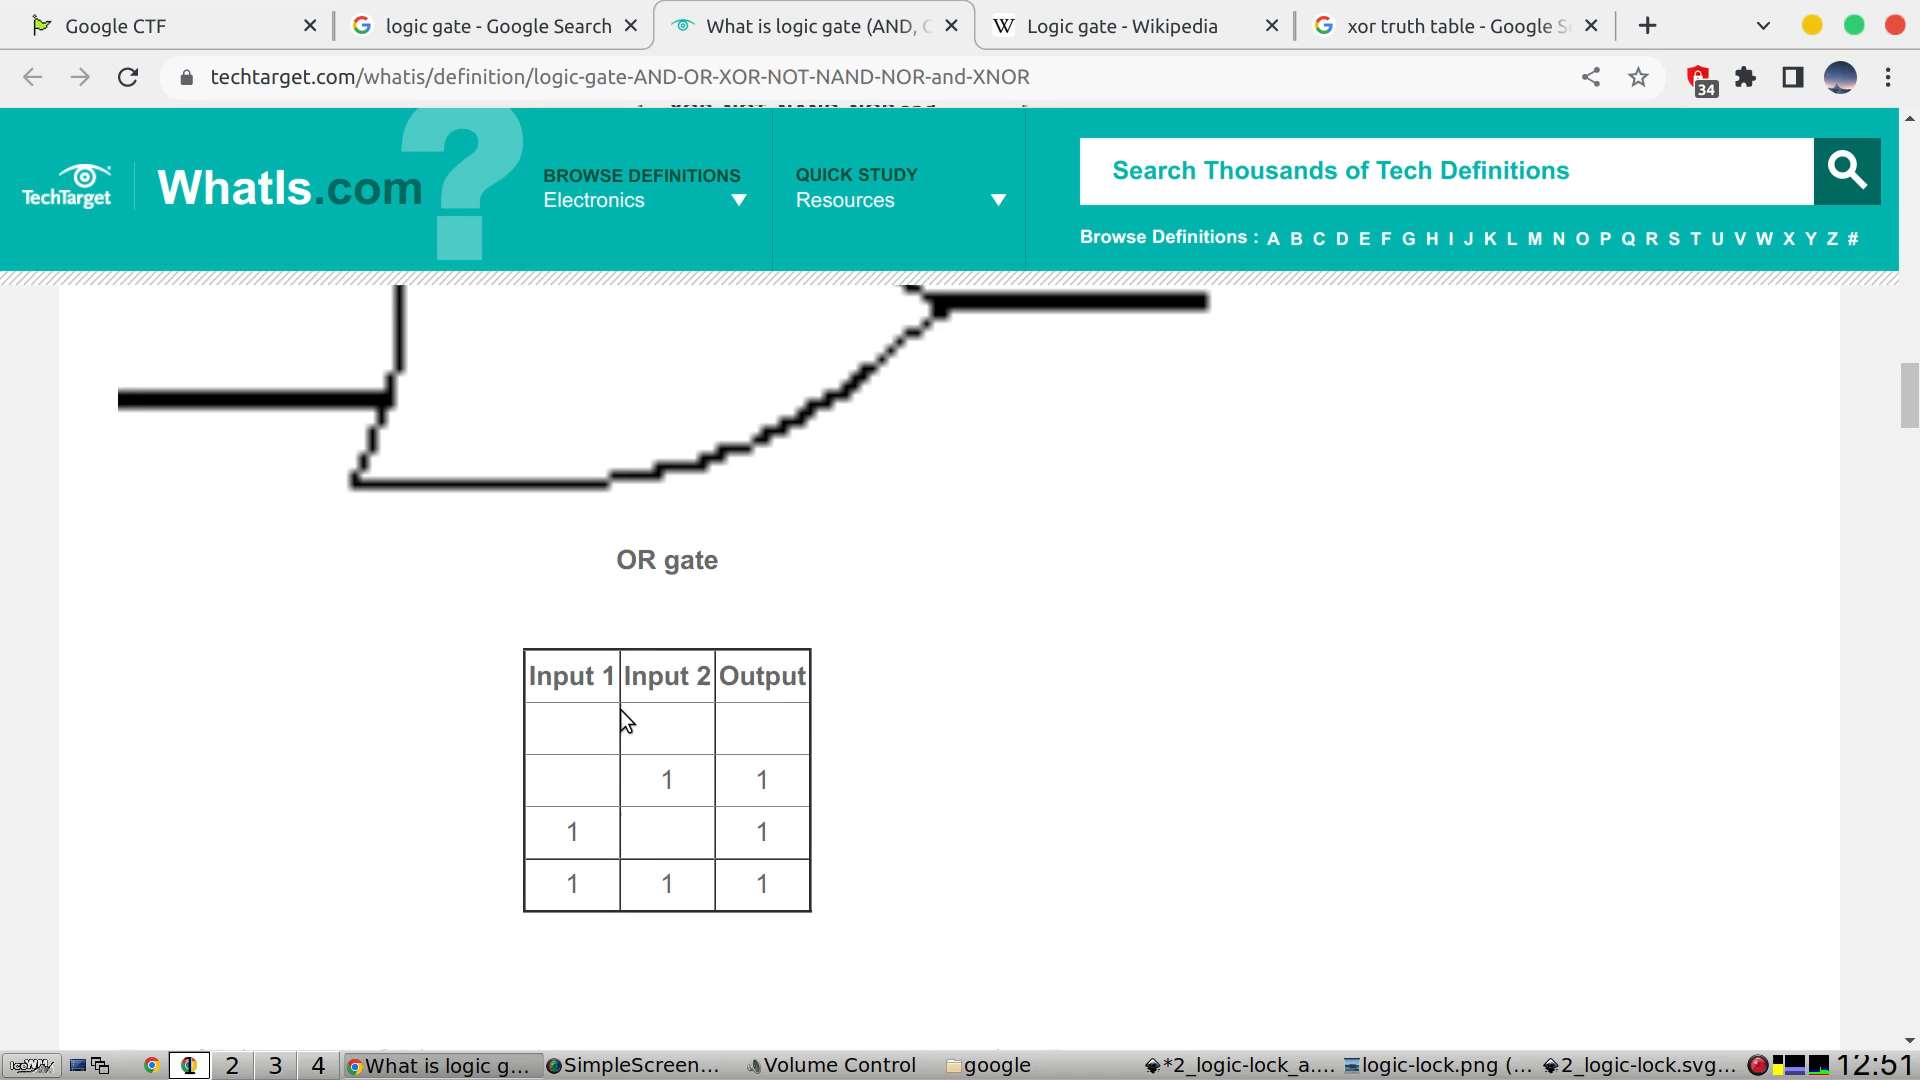 Google CTF
logic gate - Google Search
What is logic gate (AND, O
W Logic gate - Wikipedia
xor truth table - Google Se
techtarget.com/whatis/definition/logic-gate-AND-OR-XOR-NOT-NAND-NOR-and-XNOR
34
TechTarget
WhatIs.com
?
BROWSE DEFINITIONS
Electronics
QUICK STUDY
Resources
Search Thousands of Tech Definitions
Browse Definitions : A B C D E F G H I J K L M N O P Q R S T U V W X Y Z #
OR gate
Input 1 Input 2 Output
1 1
1 1
1 1 1
IceWM
1 2 3 4
What is logic g...
SimpleScreen...
Volume Control
google
*2_logic-lock_a....
logic-lock.png (...
2_logic-lock.svg...
12:51